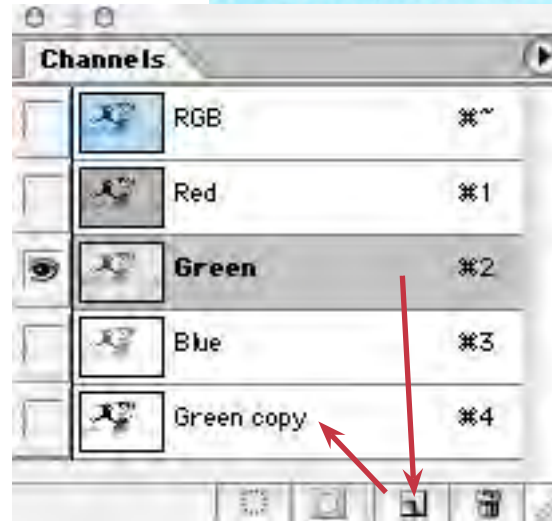 Channels
RGB ⌘~
Red ⌘1
Green ⌘2
Blue ⌘3
Green copy ⌘4